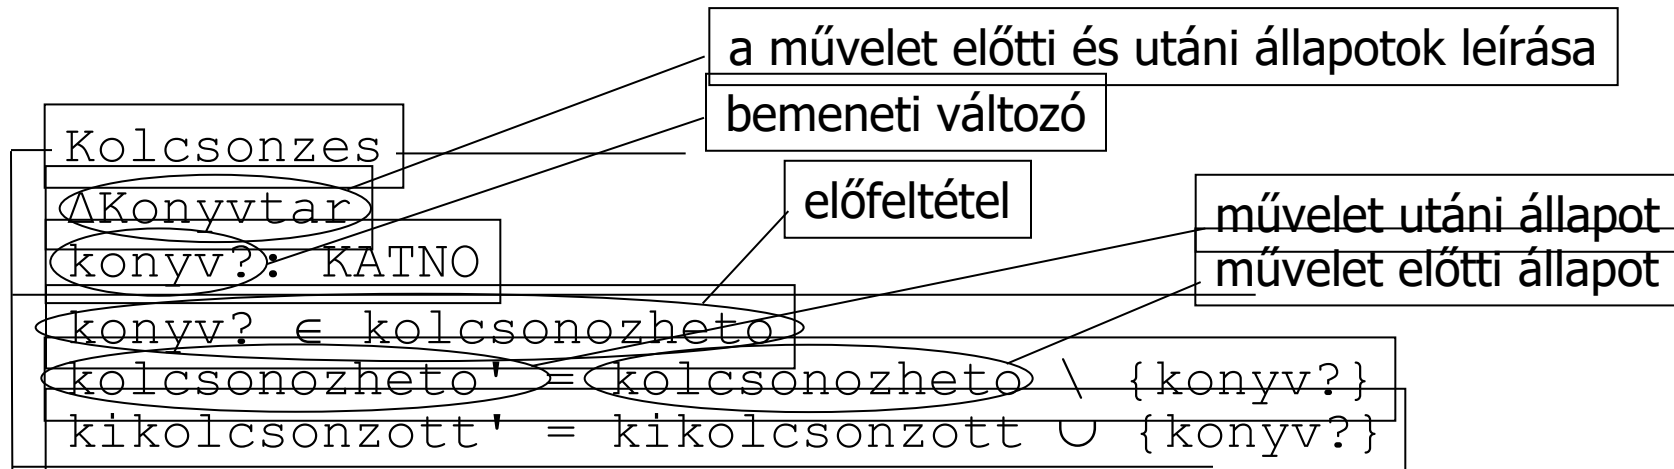 a művelet előtti és utáni állapotok leírása
bemeneti változó
Kolcsonzes
előfeltétel
ΔKonyvtar
művelet utáni állapot
konyv?: KATNO
művelet előtti állapot
konyv? ∈ kolcsonozheto
kolcsonozheto' = kolcsonozheto \ {konyv?}
kikolcsonzott' = kikolcsonzott ∪ {konyv?}